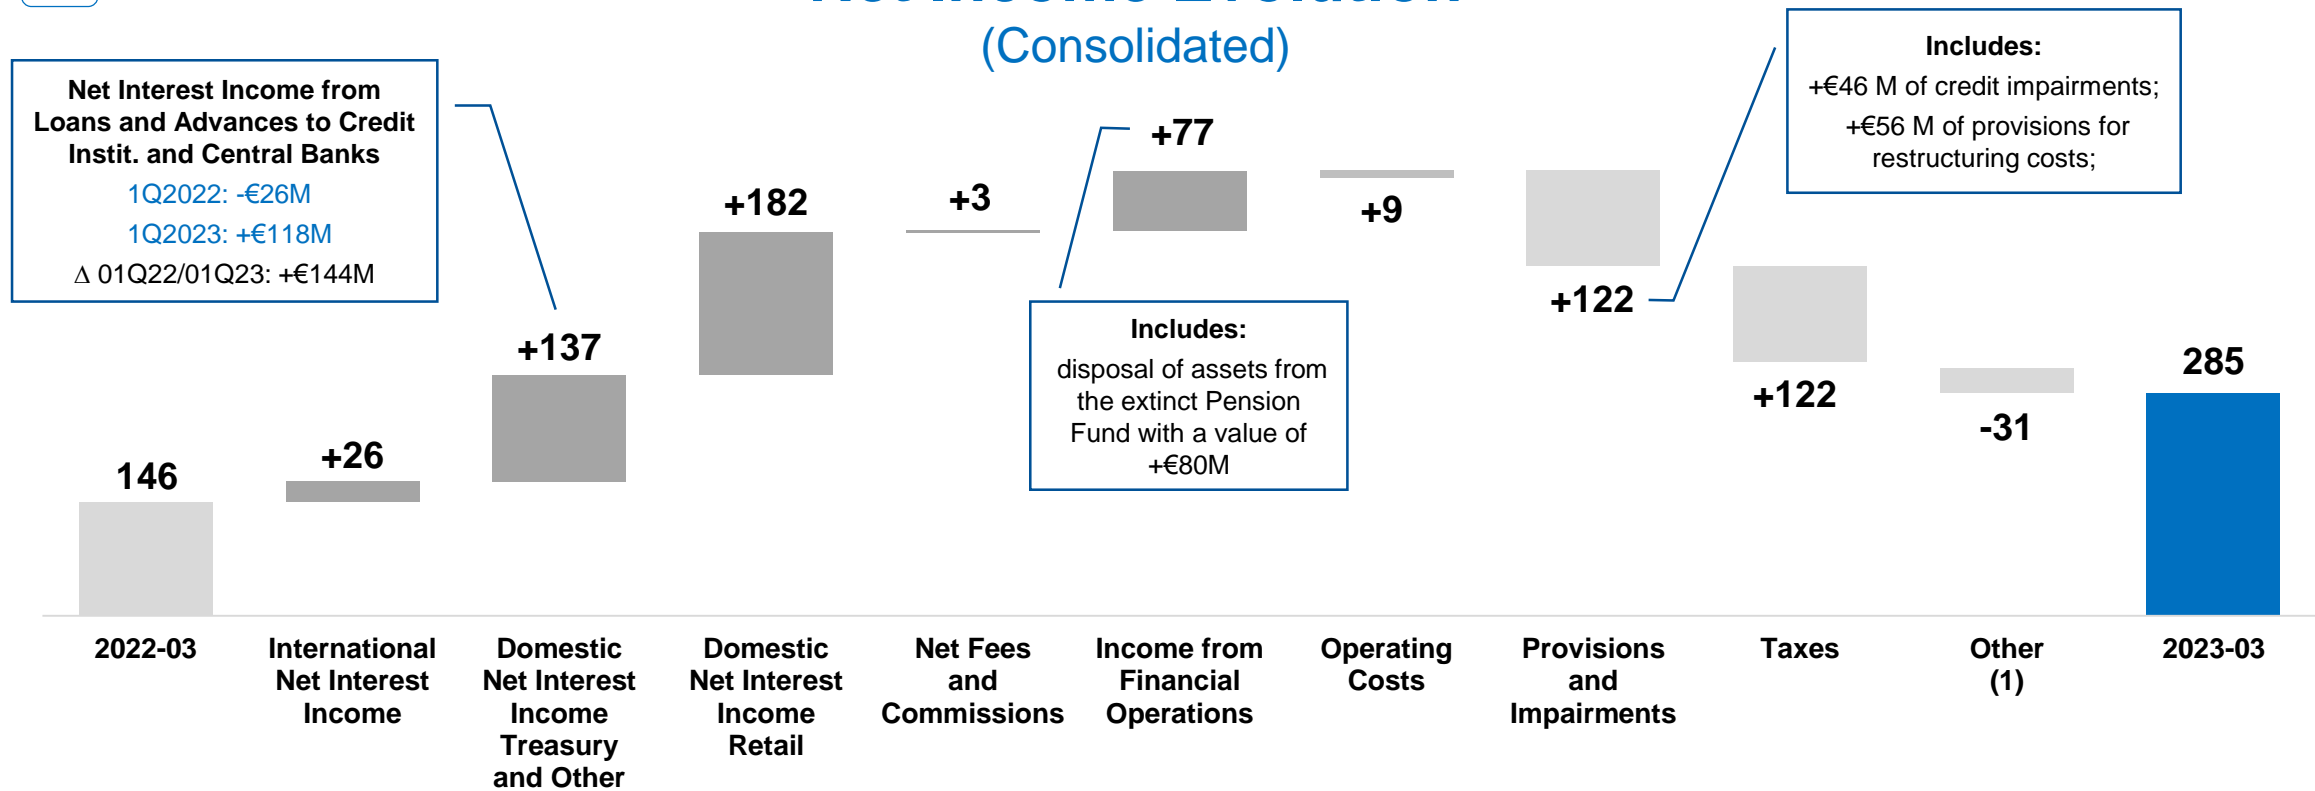 (Consolidated)
Net Interest Income from
Loans and Advances to Credit
Instit. and Central Banks
1Q2022: -€26M
1Q2023: +€118M
Δ 01Q22/01Q23: +€144M
Includes:
+€46 M of credit impairments;
+€56 M of provisions for
restructuring costs;
Includes:
disposal of assets from
the extinct Pension
Fund with a value of
+€80M
146
+26
+137
+182
+3
+77
+9
+122
+122
-31
285
2022-03
International
Net Interest
Income
Domestic
Net Interest
Income
Treasury
and Other
Domestic
Net Interest
Income
Retail
Net Fees
and
Commissions
Income from
Financial
Operations
Operating
Costs
Provisions
and
Impairments
Taxes
Other
(1)
2023-03